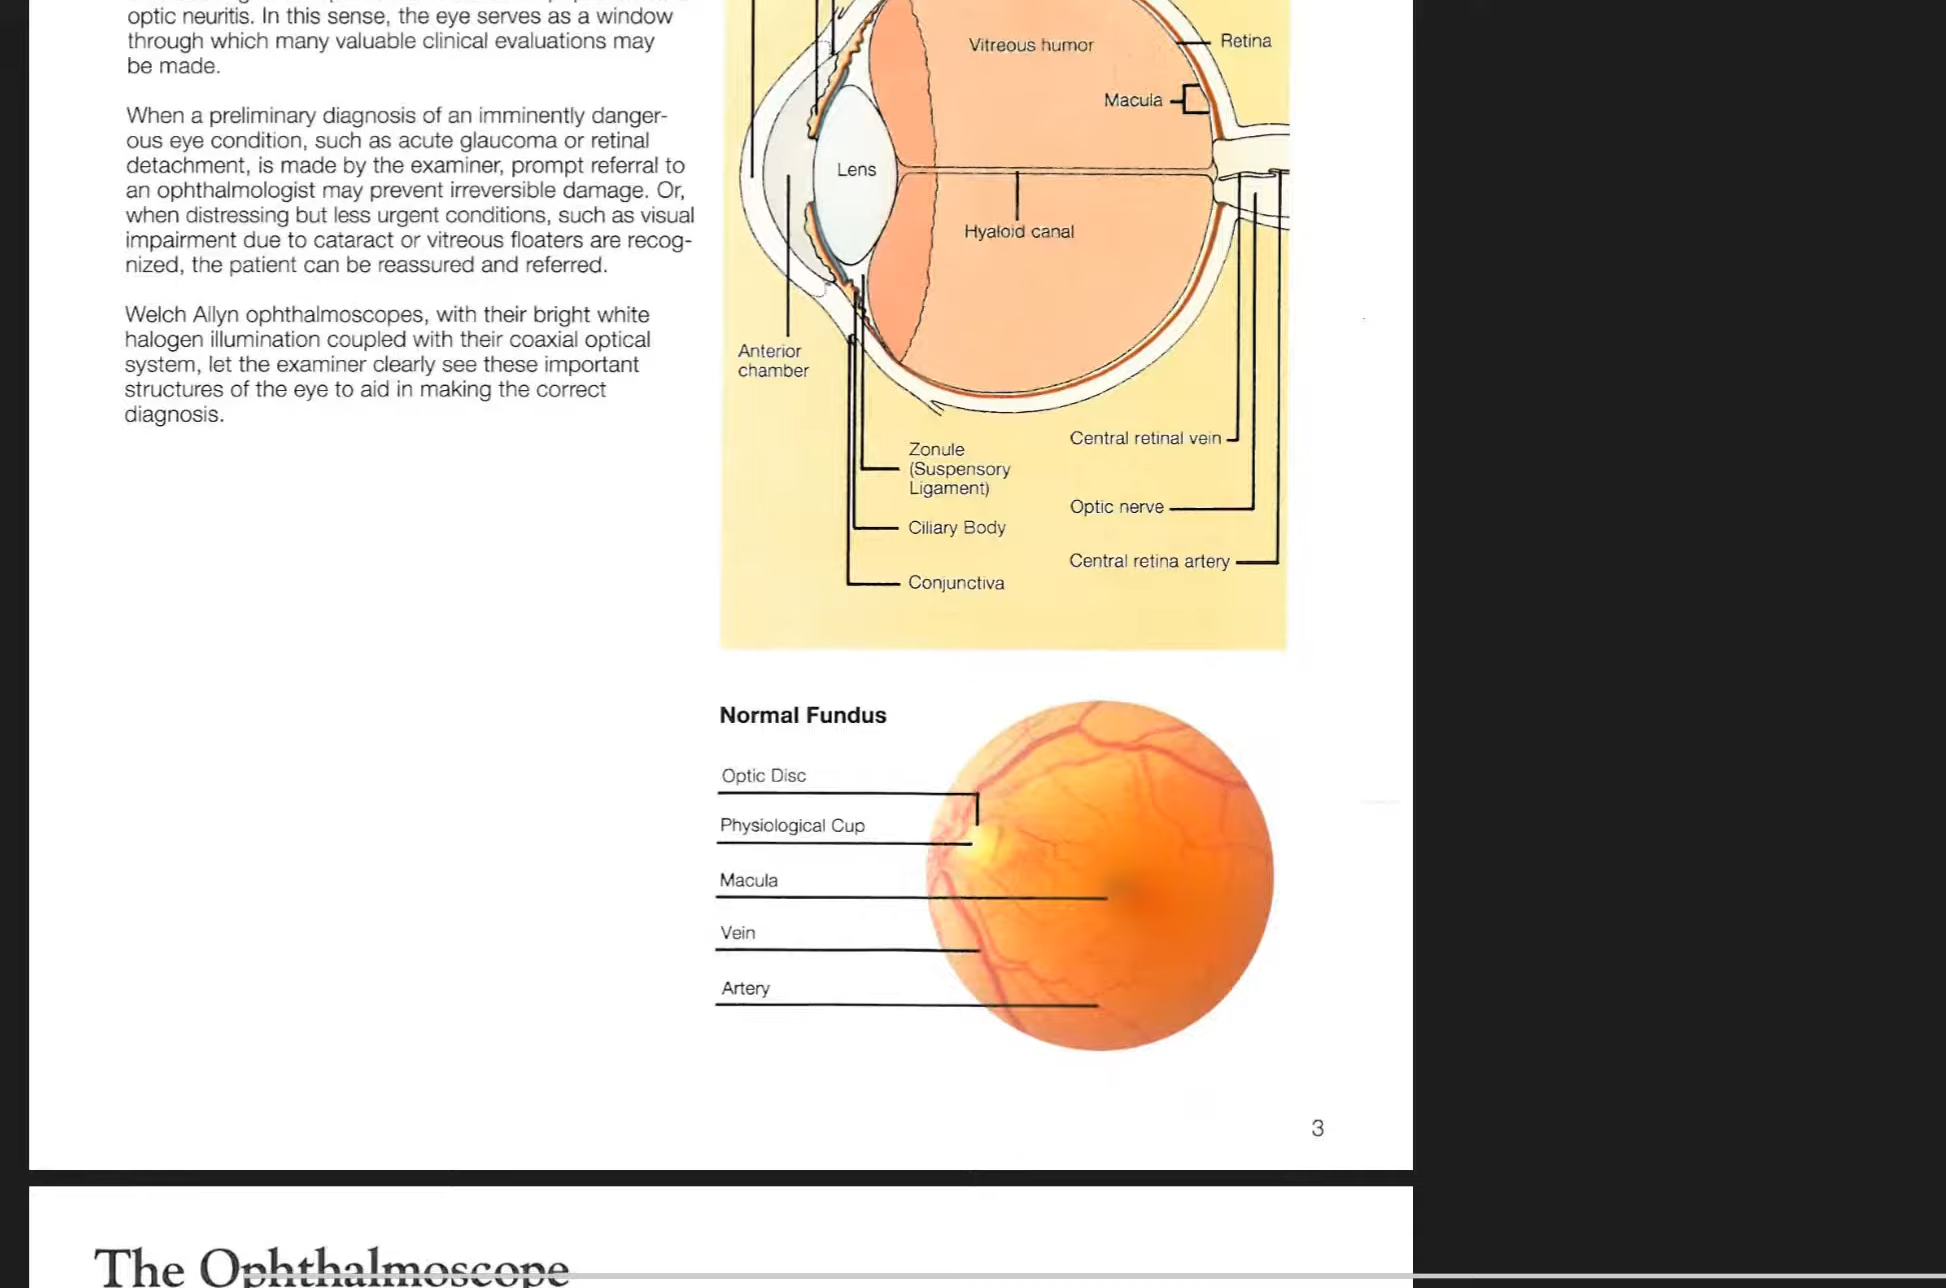 optic neuritis. In this sense, the eye serves as a window
through which many valuable clinical evaluations may
be made.
When a preliminary diagnosis of an imminently danger-
ous eye condition, such as acute glaucoma or retinal
detachment, is made by the examiner, prompt referral to
an ophthalmologist may prevent irreversible damage. Or,
when distressing but less urgent conditions, such as visual
impairment due to cataract or vitreous floaters are recog-
nized, the patient can be reassured and referred.
Welch Allyn ophthalmoscopes, with their bright white
halogen illumination coupled with their coaxial optical
system, let the examiner clearly see these important
structures of the eye to aid in making the correct
diagnosis.
Vitreous humor
Retina
Macula
Lens
Hyaloid canal
Anterior
chamber
Zonule
(Suspensory
Ligament)
Ciliary Body
Conjunctiva
Central retinal vein
Optic nerve
Central retina artery
Normal Fundus
Optic Disc
Physiological Cup
Macula
Vein
Artery
3
The Ophthalmoscope